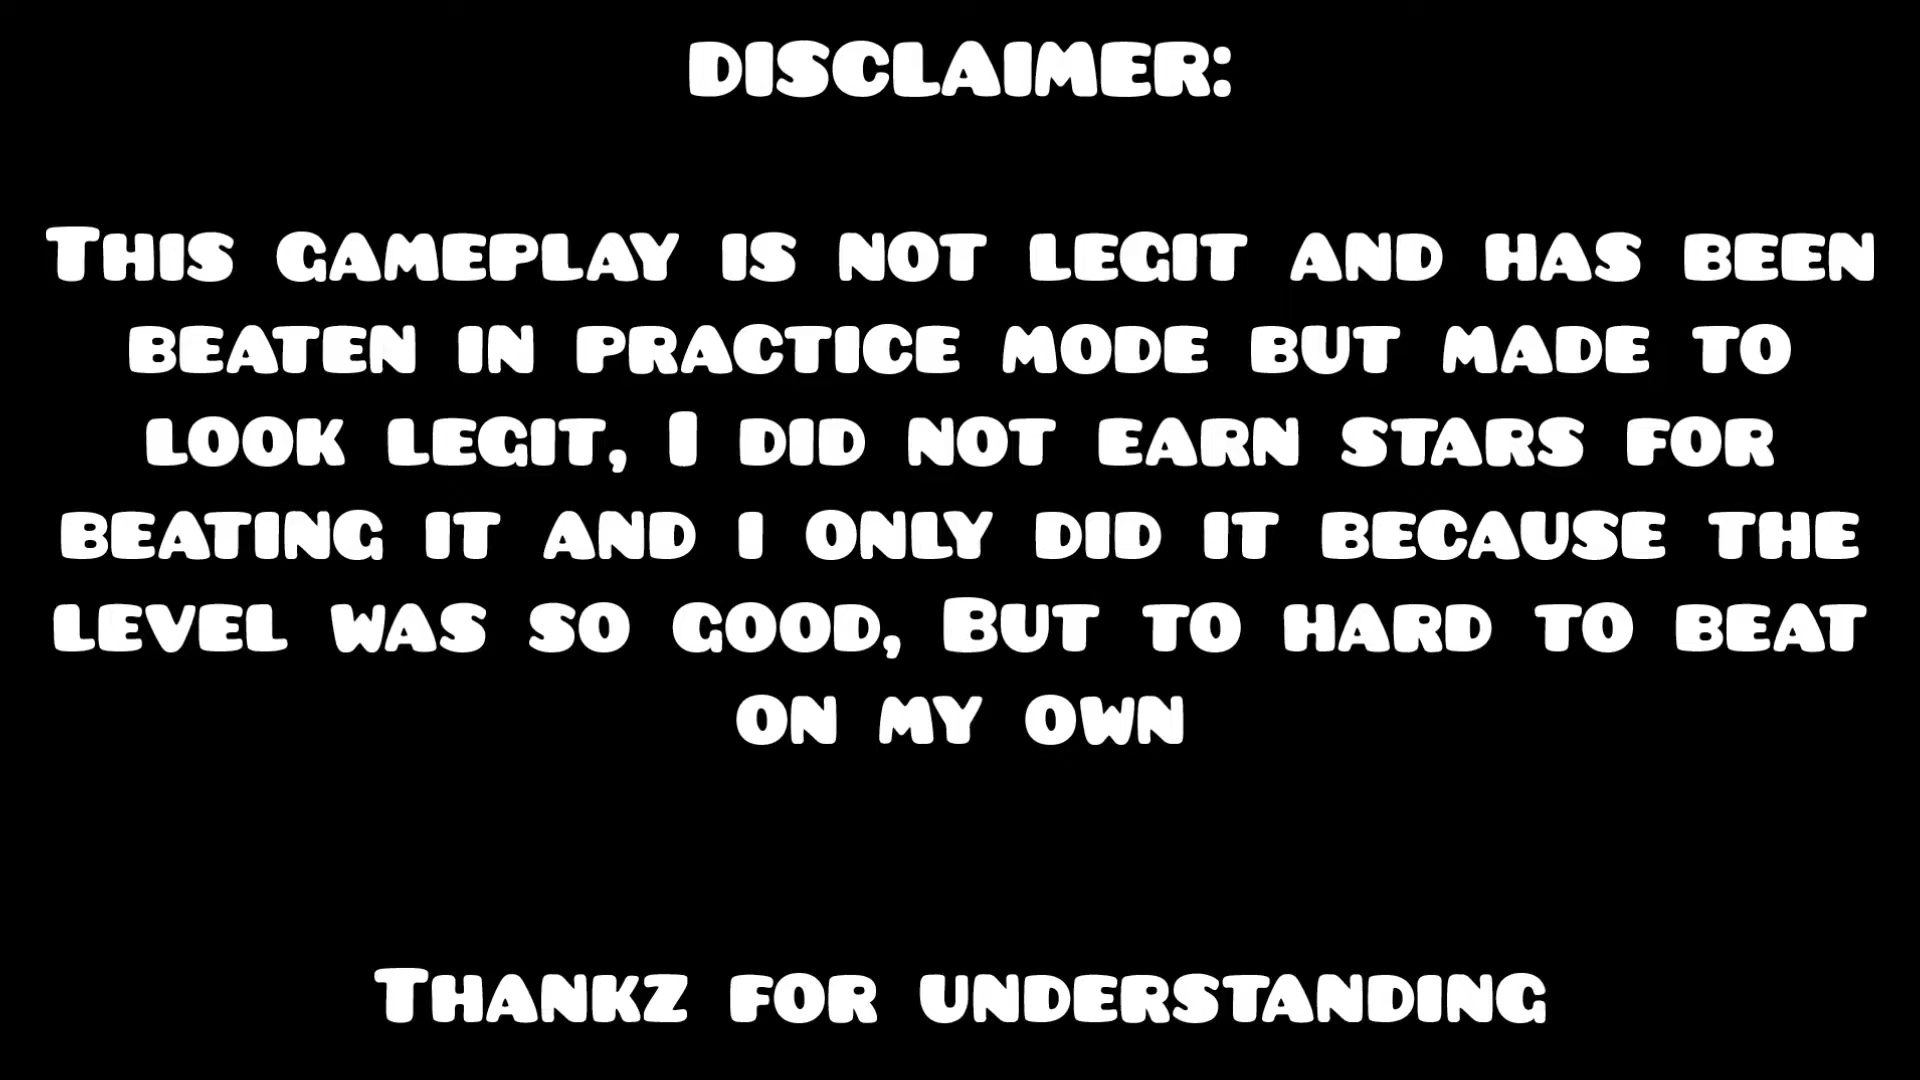 DISCLAIMER:
This gameplay is not legit and has been
beaten in practice mode but made to
look legit, I did not earn stars for
beating it and i only did it because the
level was so good, But to hard to beat
on my own
Thankz for understanding